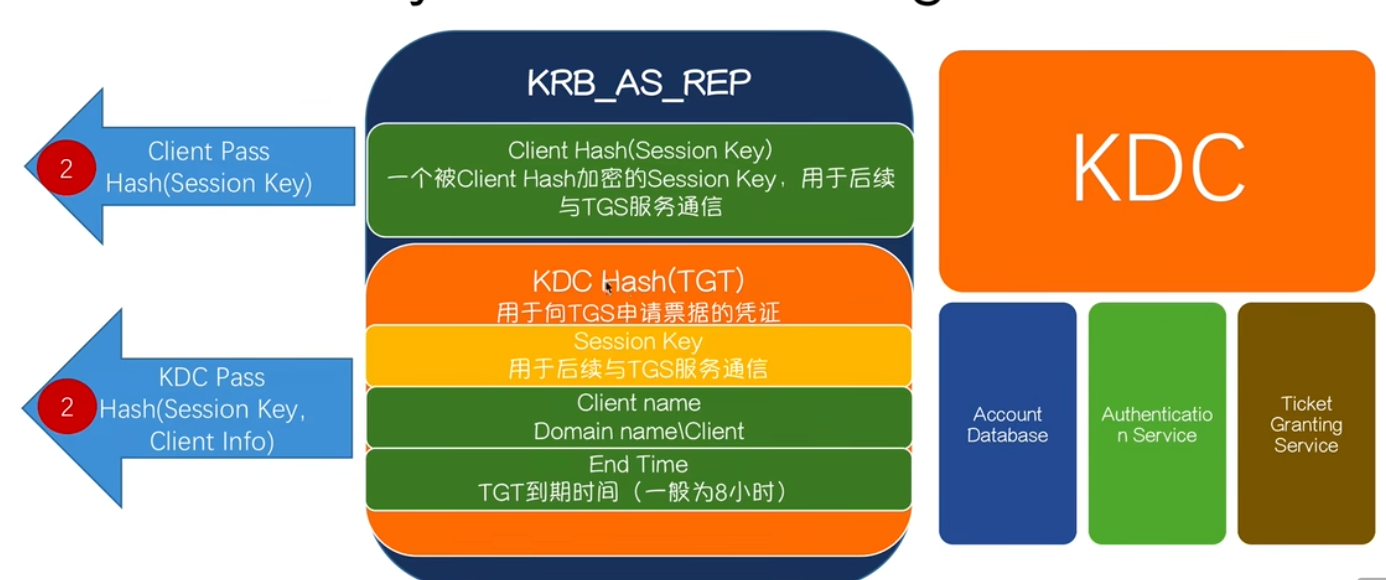 KRB_AS_REP
2
Client Pass
Hash(Session Key)
Client Hash(Session Key)
一个被Client Hash加密的Session Key，用于后续
与TGS服务通信
KDC
KDC Hash(TGT)
用于向TGS申请票据的凭证
Session Key
用于后续与TGS服务通信
2
KDC Pass
Hash(Session Key，
Client Info)
Client name
Domain name\Client
End Time
TGT到期时间（一般为8小时）
Account
Database
Authenticatio
n Service
Ticket
Granting
Service